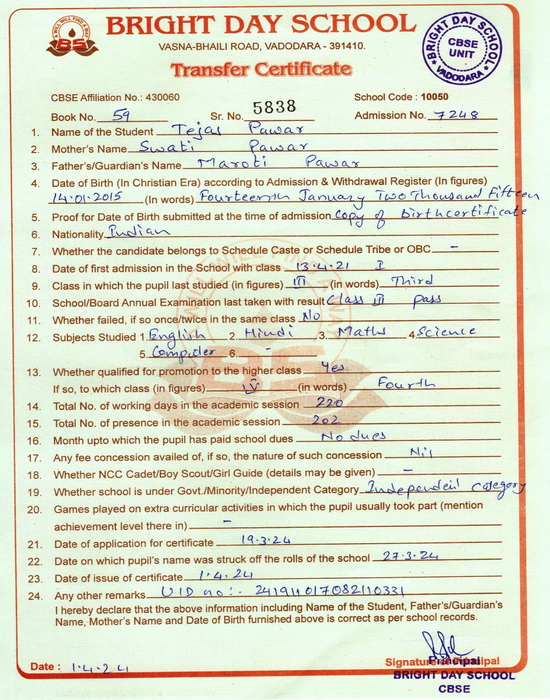 BRIGHT DAY SCHOOL
VASNA-BHAILI ROAD, VADODARA - 391410.
BRIGHT DAY SCHOOL CBSE UNIT VADODARA
Transfer Certificate
CBSE Affiliation No.: 430060 School Code : 10050
Book No. 59 Sr. No. 5838 Admission No. 7248
1. Name of the Student Tejas Pawar
2. Mother's Name Swati Pawar
3. Father's/Guardian's Name Maroti Pawar
4. Date of Birth (In Christian Era) according to Admission & Withdrawal Register (In figures)
14.01.2015 (In words) Fourteenth January Two Thousand Fifteen
5. Proof for Date of Birth submitted at the time of admission Copy of birthcertificate
6. Nationality Indian
7. Whether the candidate belongs to Schedule Caste or Schedule Tribe or OBC -
8. Date of first admission in the School with class 13.4.21 I
9. Class in which the pupil last studied (in figures) III (in words) Third
10. School/Board Annual Examination last taken with result Class III pass
11. Whether failed, if so once/twice in the same class No
12. Subjects Studied 1. English 2. Hindi 3. Maths 4. Science
5. Computer 6. -
13. Whether qualified for promotion to the higher class Yes
If so, to which class (in figures) IV (in words) Fourth
14. Total No. of working days in the academic session 220
15. Total No. of presence in the academic session 202
16. Month upto which the pupil has paid school dues No dues
17. Any fee concession availed of, if so, the nature of such concession Nil
18. Whether NCC Cadet/Boy Scout/Girl Guide (details may be given) -
19. Whether school is under Govt./Minority/Independent Category Independent category
20. Games played on extra curricular activities in which the pupil usually took part (mention
achievement level there in) -
21. Date of application for certificate 19.3.24
22. Date on which pupil's name was struck off the rolls of the school 27.3.24
23. Date of issue of certificate 1.4.24
24. Any other remarks UID no:- 241911017082110331
I hereby declare that the above information including Name of the Student, Father's/Guardian's
Name, Mother's Name and Date of Birth furnished above is correct as per school records.
Date : 1.4.24 Signature of Principal
Principal
BRIGHT DAY SCHOOL
CBSE